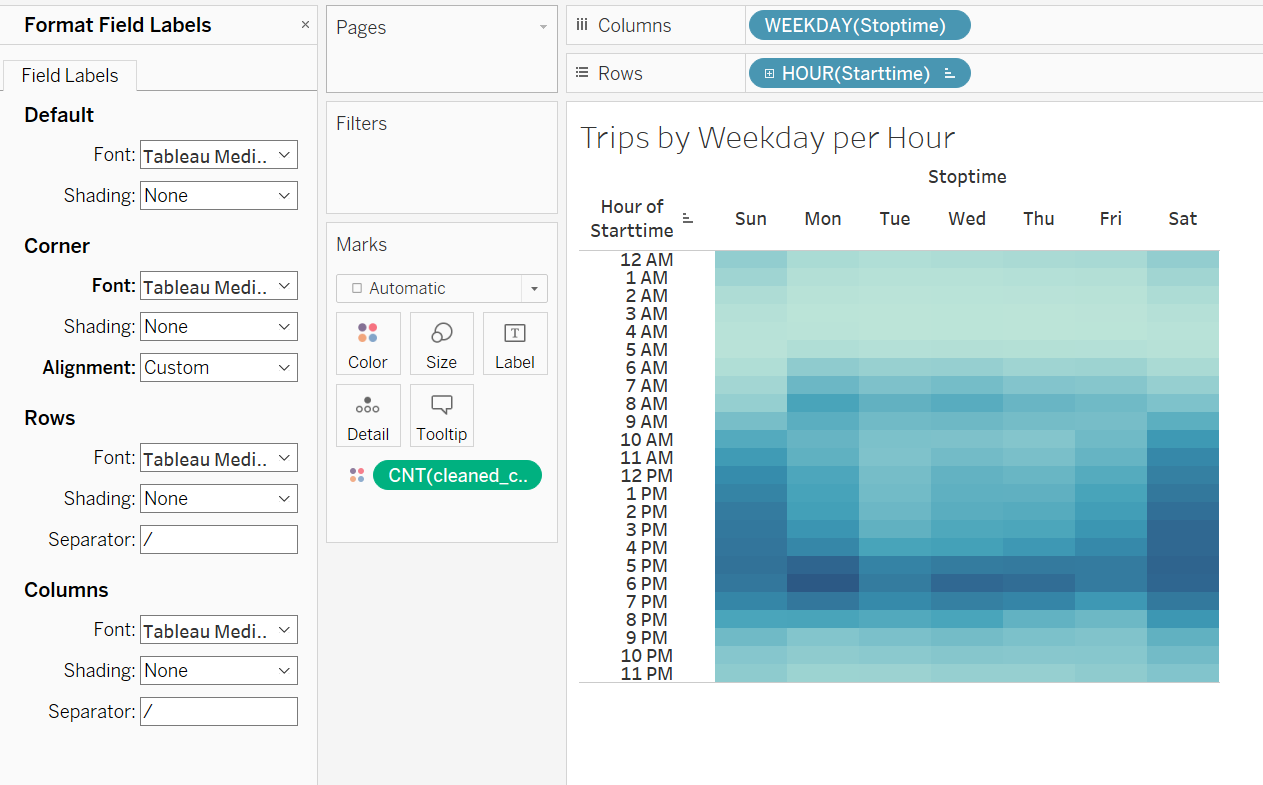 Format Field Labels ×
Field Labels
Default
Font: Tableau Medi..
Shading: None
Corner
Font: Tableau Medi..
Shading: None
Alignment: Custom
Rows
Font: Tableau Medi..
Shading: None
Separator: /
Columns
Font: Tableau Medi..
Shading: None
Separator: /
Pages
Filters
Marks
Automatic
Color
Size
T
Label
Detail
Tooltip
CNT(cleaned_c..
Columns
WEEKDAY(Stoptime)
Rows
HOUR(Starttime)
Trips by Weekday per Hour
Stoptime
Hour of
Starttime
Sun Mon Tue Wed Thu Fri Sat
12 AM
1 AM
2 AM
3 AM
4 AM
5 AM
6 AM
7 AM
8 AM
9 AM
10 AM
11 AM
12 PM
1 PM
2 PM
3 PM
4 PM
5 PM
6 PM
7 PM
8 PM
9 PM
10 PM
11 PM